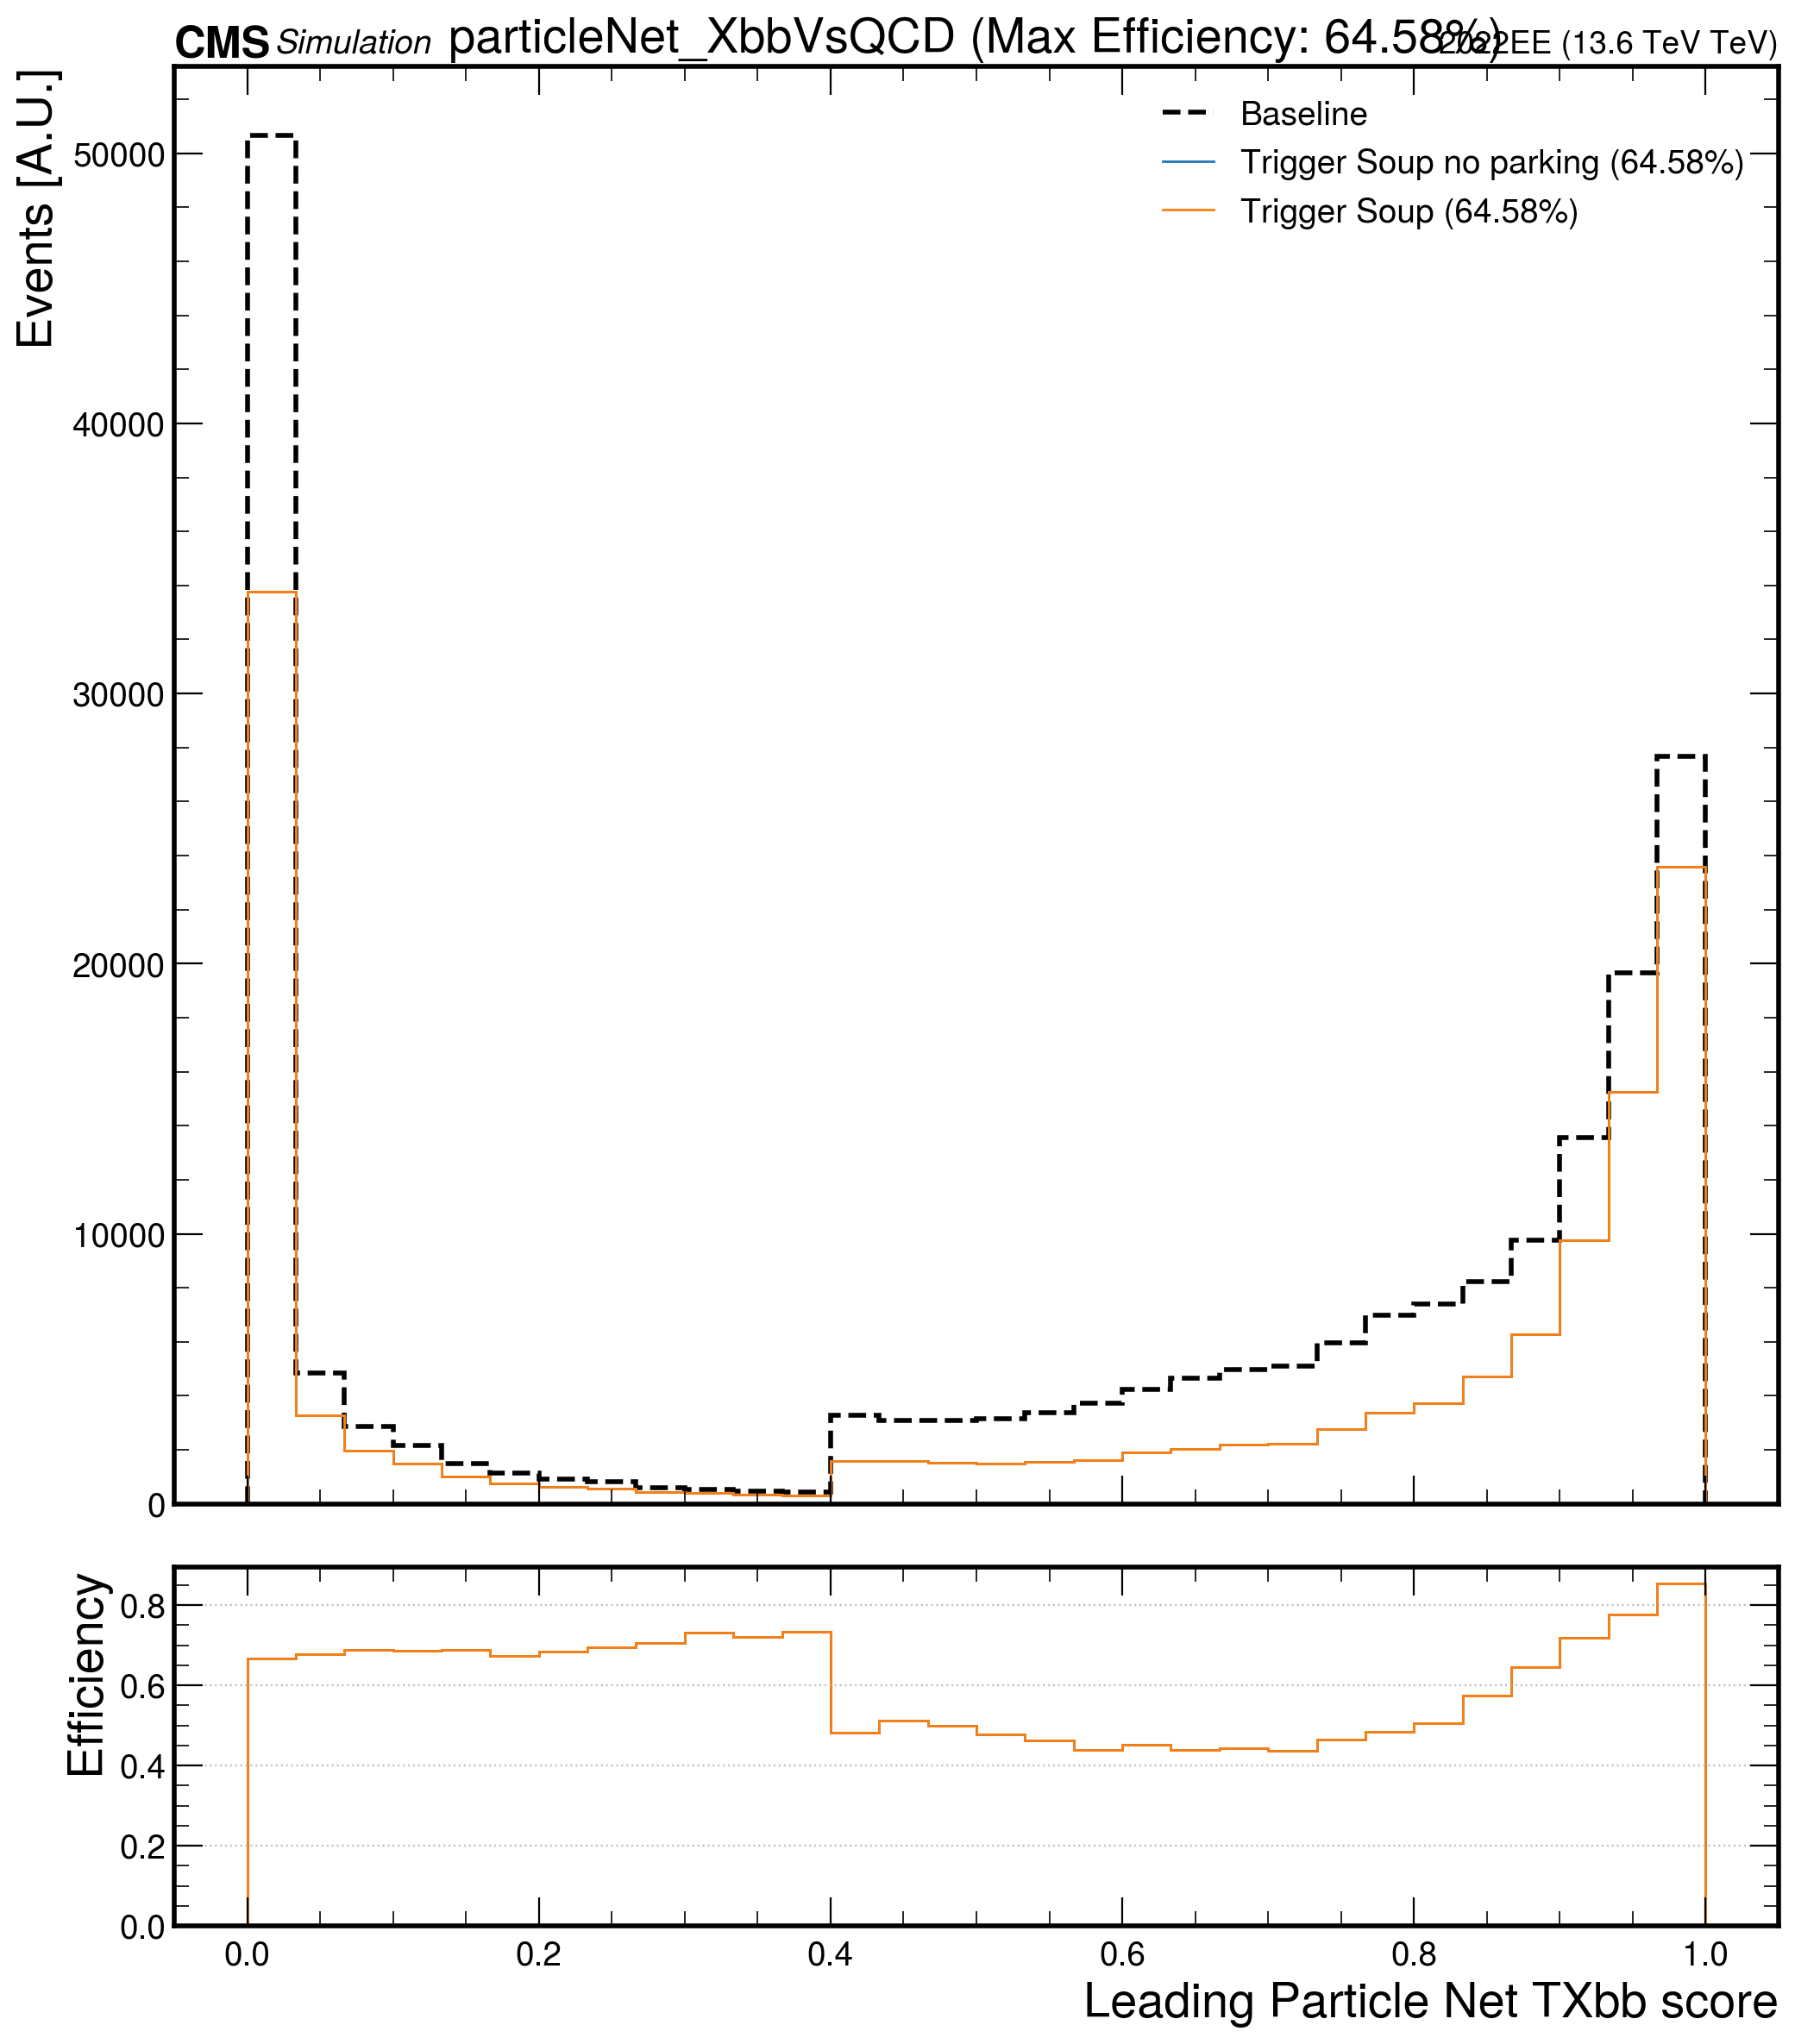 CMS Simulation particleNet_XbbVsQCD (Max Efficiency: 64.58%) 2022EE (13.6 TeV TeV)
Events [A.U.]
Baseline
Trigger Soup no parking (64.58%)
Trigger Soup (64.58%)
50000
40000
30000
20000
10000
0
Efficiency
0.8
0.6
0.4
0.2
0.0
0.0 0.2 0.4 0.6 0.8 1.0
Leading Particle Net TXbb score